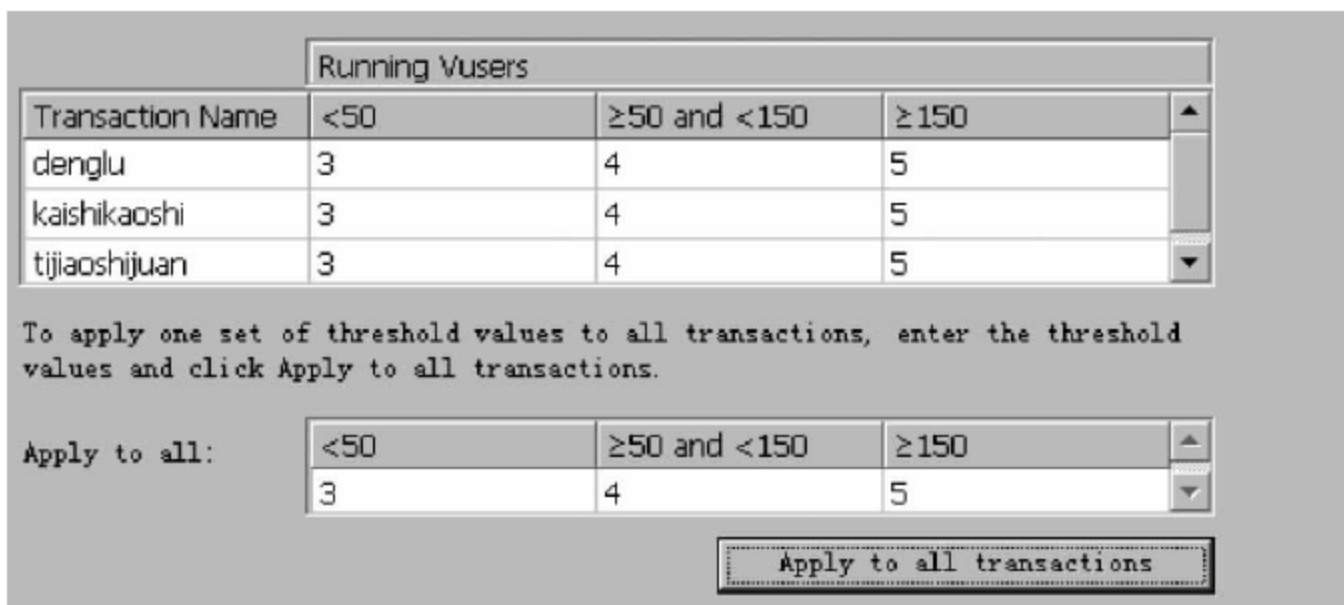 Running Vusers
Transaction Name <50 ≥50 and <150 ≥150
denglu 3 4 5
kaishikaoshi 3 4 5
tijiaoshijuan 3 4 5
To apply one set of threshold values to all transactions, enter the threshold
values and click Apply to all transactions.
Apply to all: <50 ≥50 and <150 ≥150
3 4 5
Apply to all transactions